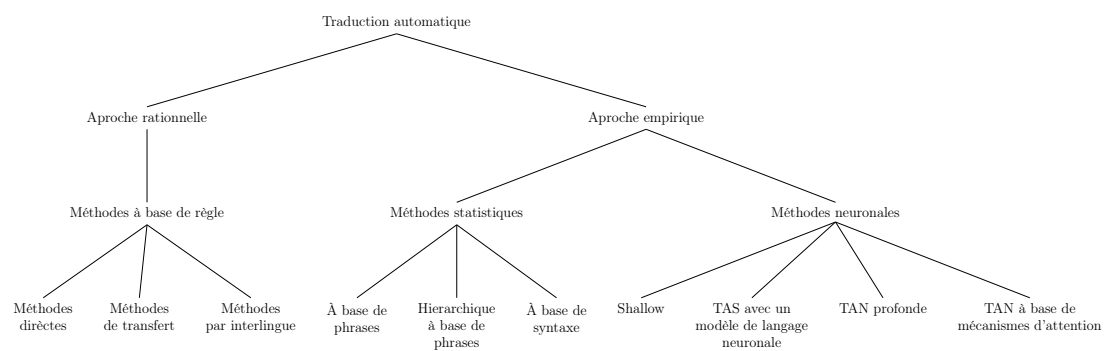 Traduction automatique
Aproche rationnelle
Aproche empirique
Méthodes à base de règle
Méthodes statistiques
Méthodes neuronales
Méthodes
dirèctes
Méthodes
de transfert
Méthodes
par interlingue
À base de
phrases
Hierarchique
à base de
phrases
À base de
syntaxe
Shallow
TAS avec un
modèle de langage
neuronale
TAN profonde
TAN à base de
mécanismes d'attention